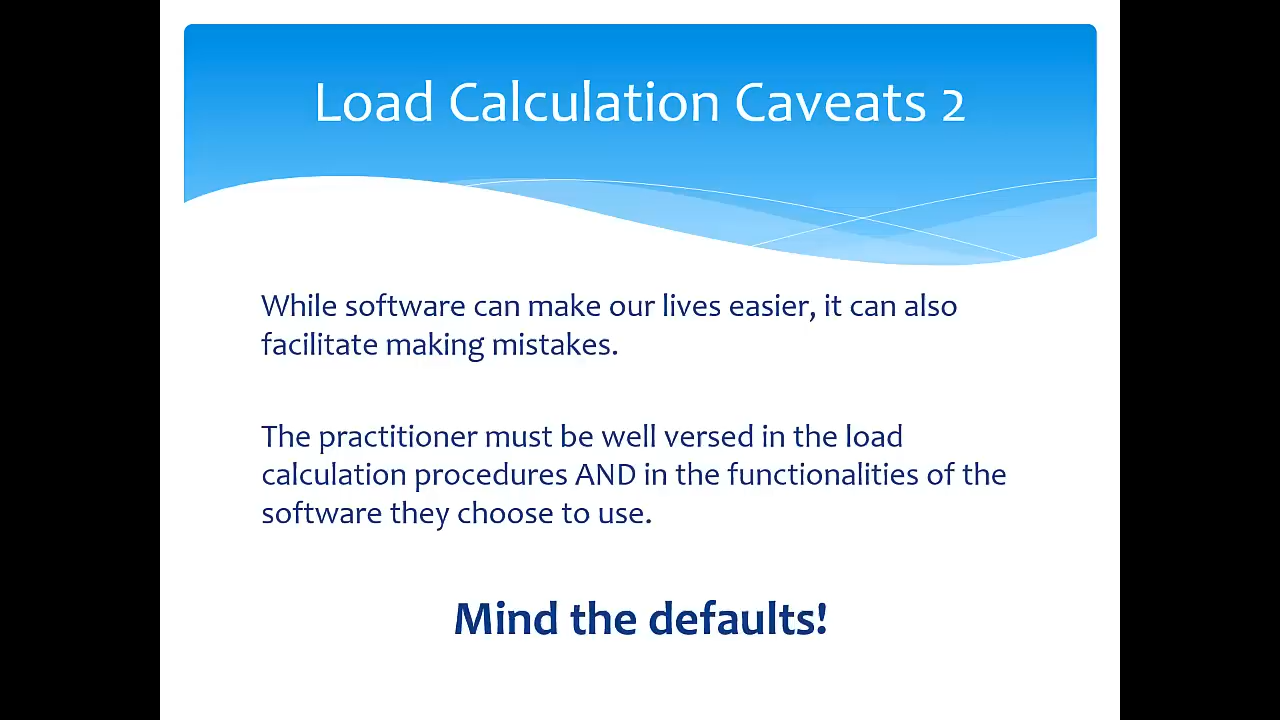 Load Calculation Caveats 2
While software can make our lives easier, it can also
facilitate making mistakes.
The practitioner must be well versed in the load
calculation procedures AND in the functionalities of the
software they choose to use.
Mind the defaults!